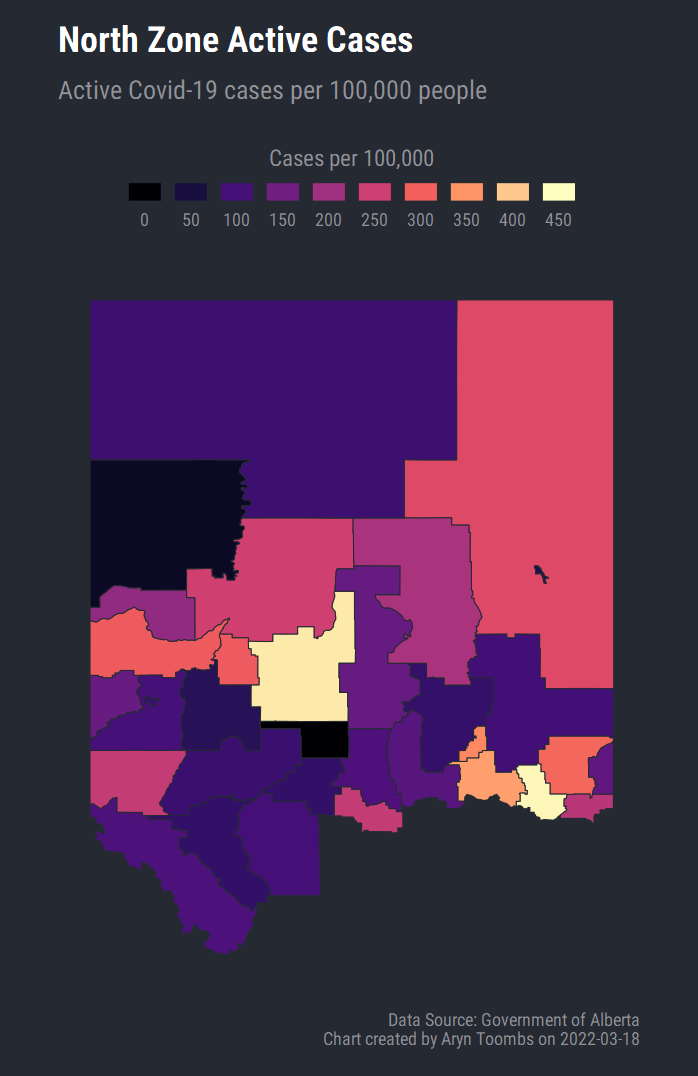 North Zone Active Cases
Active Covid-19 cases per 100,000 people
Cases per 100,000
0 50 100 150 200 250 300 350 400 450
Data Source: Government of Alberta
Chart created by Aryn Toombs on 2022-03-18